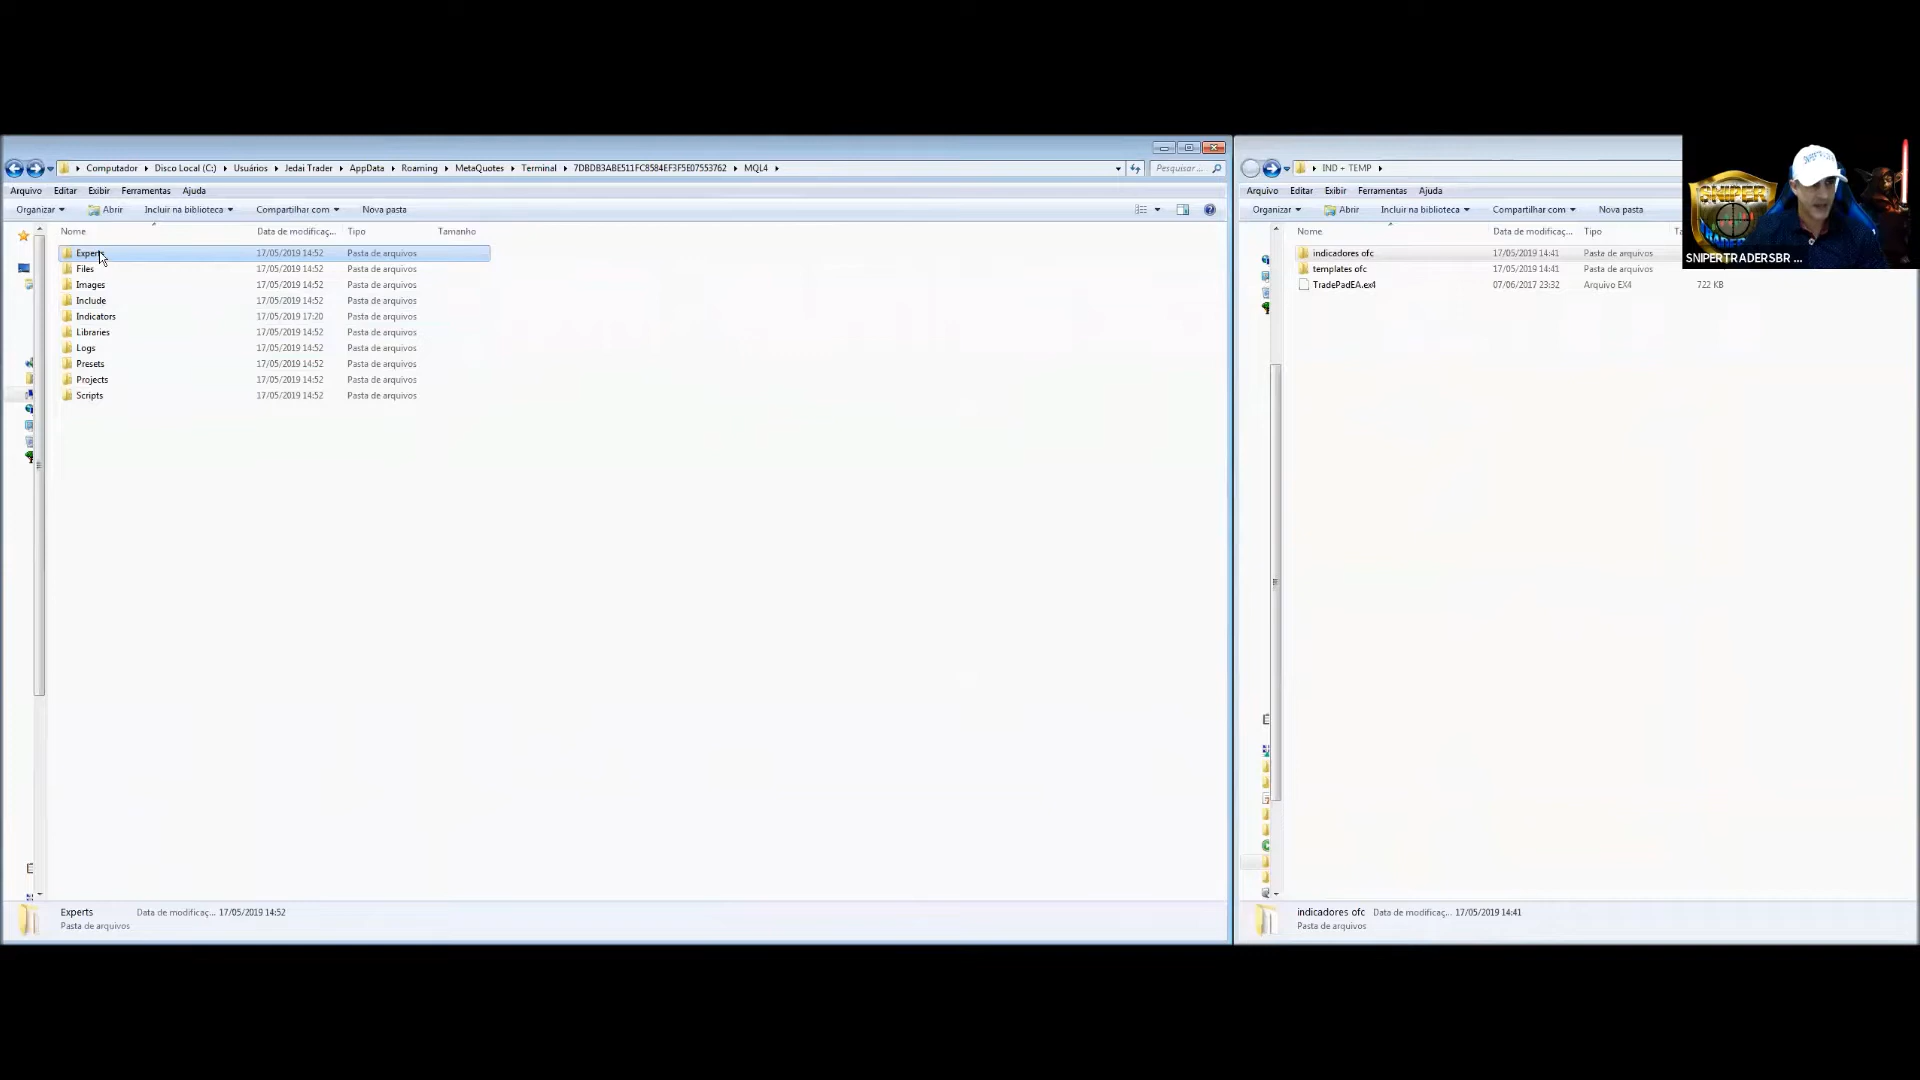 Computador
Disco Local (C:)
Usuários
Jedai Trader
AppData
Roaming
MetaQuotes
Terminal
7DBDB3ABE511FC8584EF3F5E07553762
MQL4
Pesquisar...
Arquivo Editar Exibir Ferramentas Ajuda
Organizar Abrir Incluir na biblioteca Compartilhar com Nova pasta
Nome Data de modificaç... Tipo Tamanho
Experts 17/05/2019 14:52 Pasta de arquivos
Files 17/05/2019 14:52 Pasta de arquivos
Images 17/05/2019 14:52 Pasta de arquivos
Include 17/05/2019 14:52 Pasta de arquivos
Indicators 17/05/2019 17:20 Pasta de arquivos
Libraries 17/05/2019 14:52 Pasta de arquivos
Logs 17/05/2019 14:52 Pasta de arquivos
Presets 17/05/2019 14:52 Pasta de arquivos
Projects 17/05/2019 14:52 Pasta de arquivos
Scripts 17/05/2019 14:52 Pasta de arquivos
Experts Data de modificaç... 17/05/2019 14:52
Pasta de arquivos
IND + TEMP
Arquivo Editar Exibir Ferramentas Ajuda
Organizar Abrir Incluir na biblioteca Compartilhar com Nova pasta
Nome Data de modificaç... Tipo
indicadores ofc 17/05/2019 14:41 Pasta de arquivos
templates ofc 17/05/2019 14:41 Pasta de arquivos
TradePadEA.ex4 07/06/2017 23:32 Arquivo EX4 722 KB
indicadores ofc Data de modificaç... 17/05/2019 14:41
Pasta de arquivos
SNIPER
SNIPERTRADERSBR ...